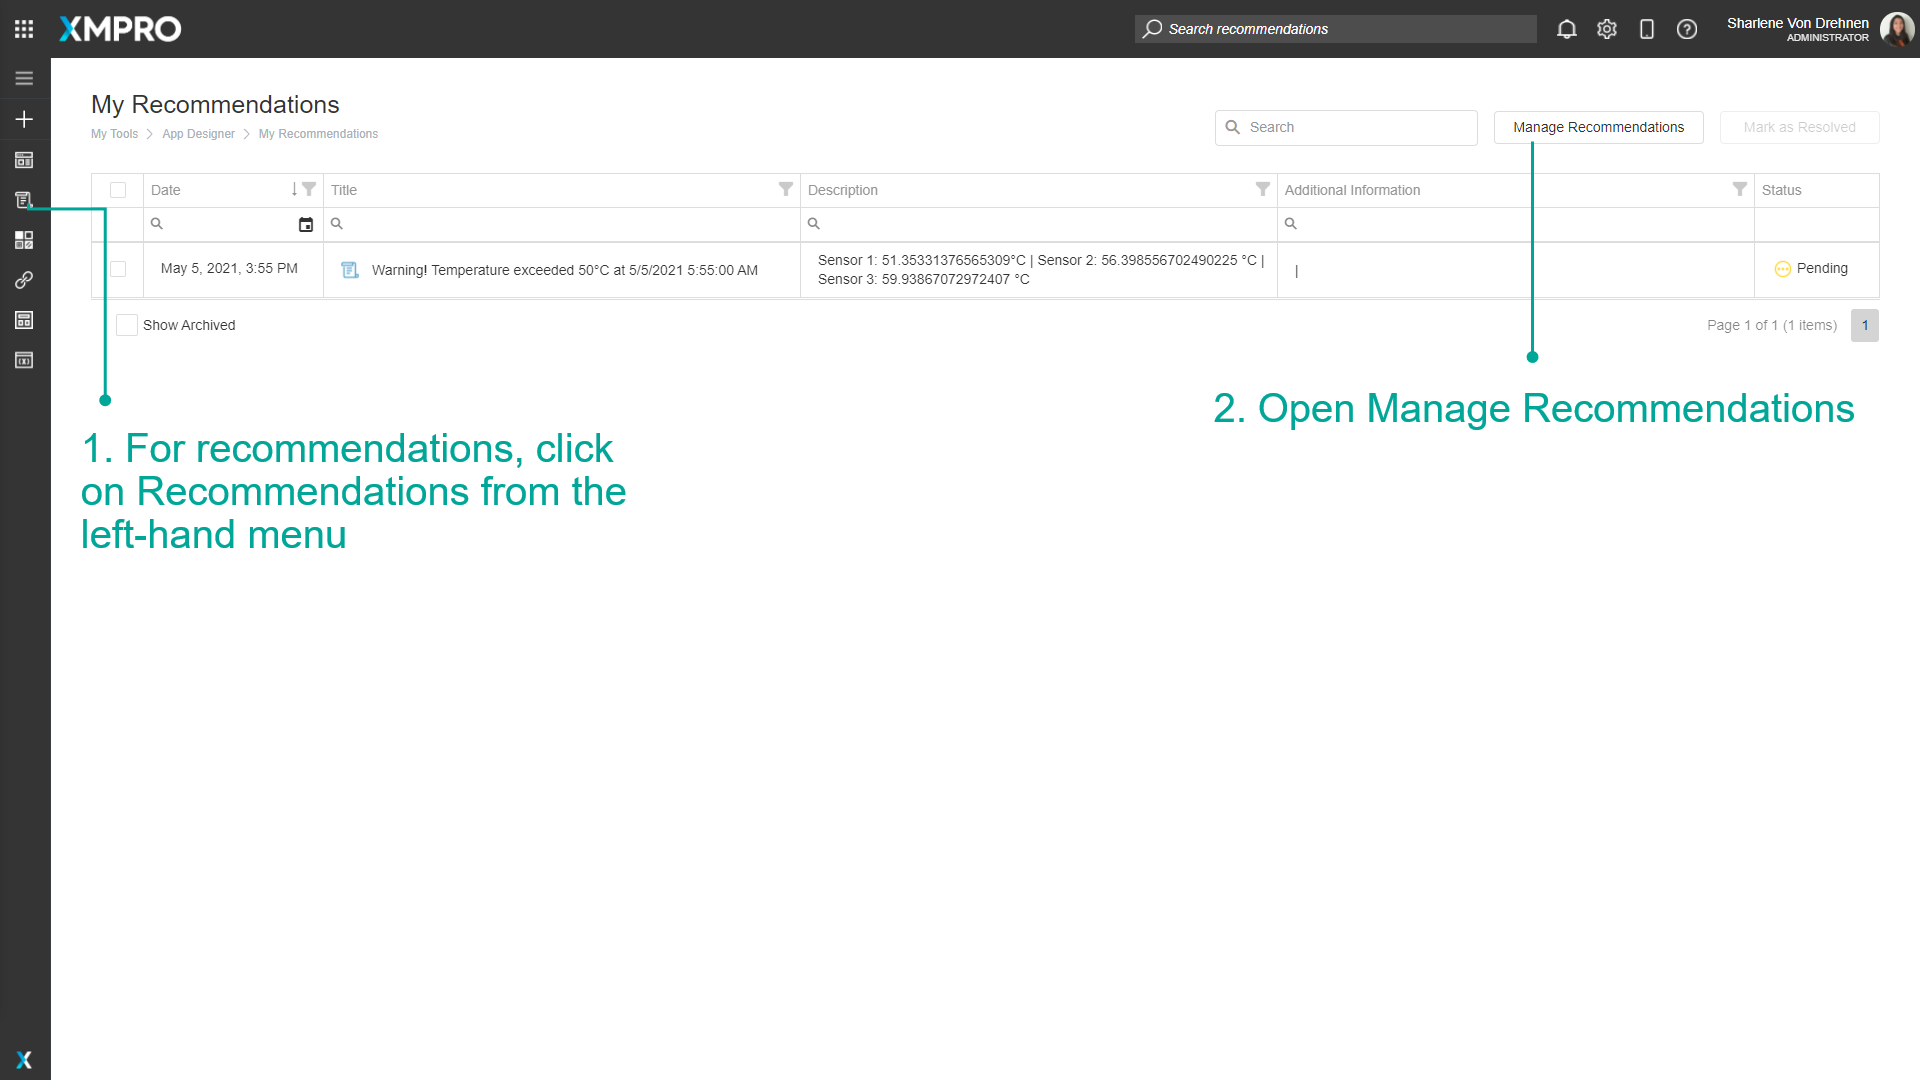 XMPRO
Search recommendations
Sharlene Von Drehnen
ADMINISTRATOR
My Recommendations
My Tools > App Designer > My Recommendations
Search
Manage Recommendations
Mark as Resolved
Date
Title
Description
Additional Information
Status
May 5, 2021, 3:55 PM
Warning! Temperature exceeded 50°C at 5/5/2021 5:55:00 AM
Sensor 1: 51.35331376565309°C | Sensor 2: 56.398556702490225 °C |
Sensor 3: 59.93867072972407 °C
|
Pending
Show Archived
Page 1 of 1 (1 items)
1
2. Open Manage Recommendations
1. For recommendations, click
on Recommendations from the
left-hand menu
X